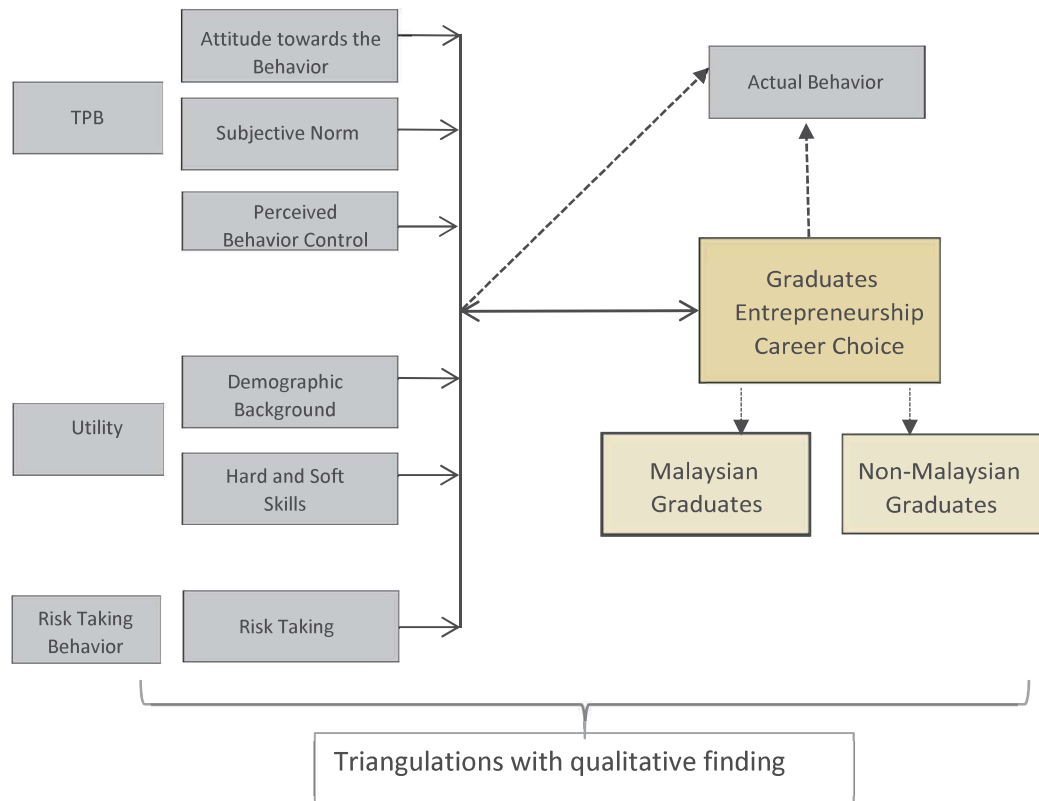 Attitude towards the
Behavior
TPB
Subjective Norm
Perceived
Behavior Control
Actual Behavior
Graduates
Entrepreneurship
Career Choice
Demographic
Background
Utility
Hard and Soft
Skills
Malaysian
Graduates
Non-Malaysian
Graduates
Risk Taking
Behavior
Risk Taking
Triangulations with qualitative finding